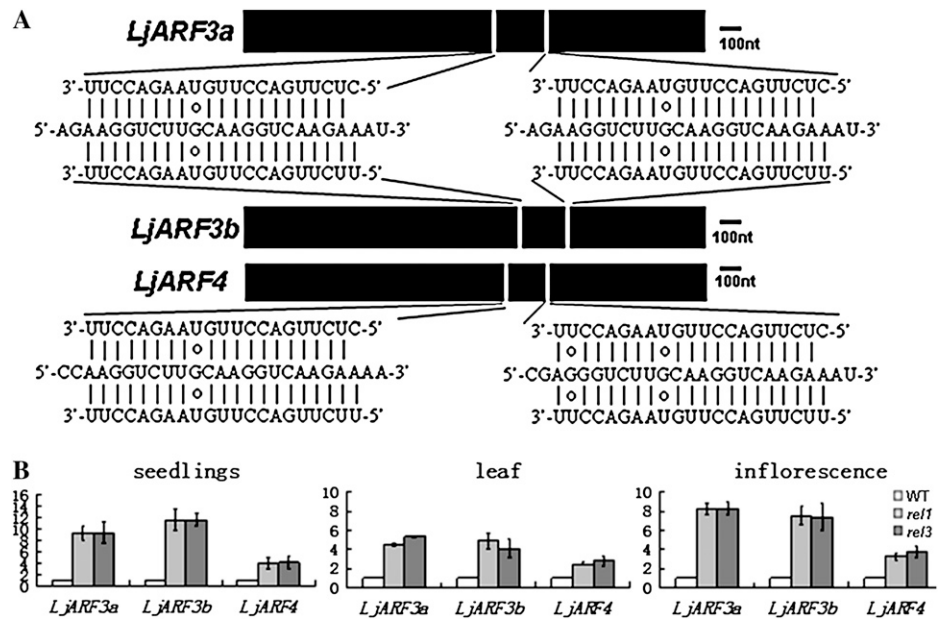 A
LjARF3a
100nt
3'-UUCCAGAAUGUUCCAGUUCUC-5' 3'-UUCCAGAAUGUUCCAGUUCUC-5'
5'-AGAAGGUCUUGCAAGGUCAAGAAAU-3' 5'-AGAAGGUCUUGCAAGGUCAAGAAAU-3'
3'-UUCCAGAAUGUUCCAGUUCUU-5' 3'-UUCCAGAAUGUUCCAGUUCUU-5'
LjARF3b
100nt
LjARF4
100nt
3'-UUCCAGAAUGUUCCAGUUCUC-5' 3'-UUCCAGAAUGUUCCAGUUCUC-5'
5'-CCAAGGUCUUGCAAGGUCAAGAAAA-3' 5'-CGAGGGUCUUGCAAGGUCAAGAAAU-3'
3'-UUCCAGAAUGUUCCAGUUCUU-5' 3'-UUCCAGAAUGUUCCAGUUCUU-5'
B
seedlings
16
14
12
10
8
6
4
2
0
LjARF3a LjARF3b LjARF4
leaf
10
8
6
4
2
0
LjARF3a LjARF3b LjARF4
inflorescence
10
8
6
4
2
0
LjARF3a LjARF3b LjARF4
WT
rel1
rel3